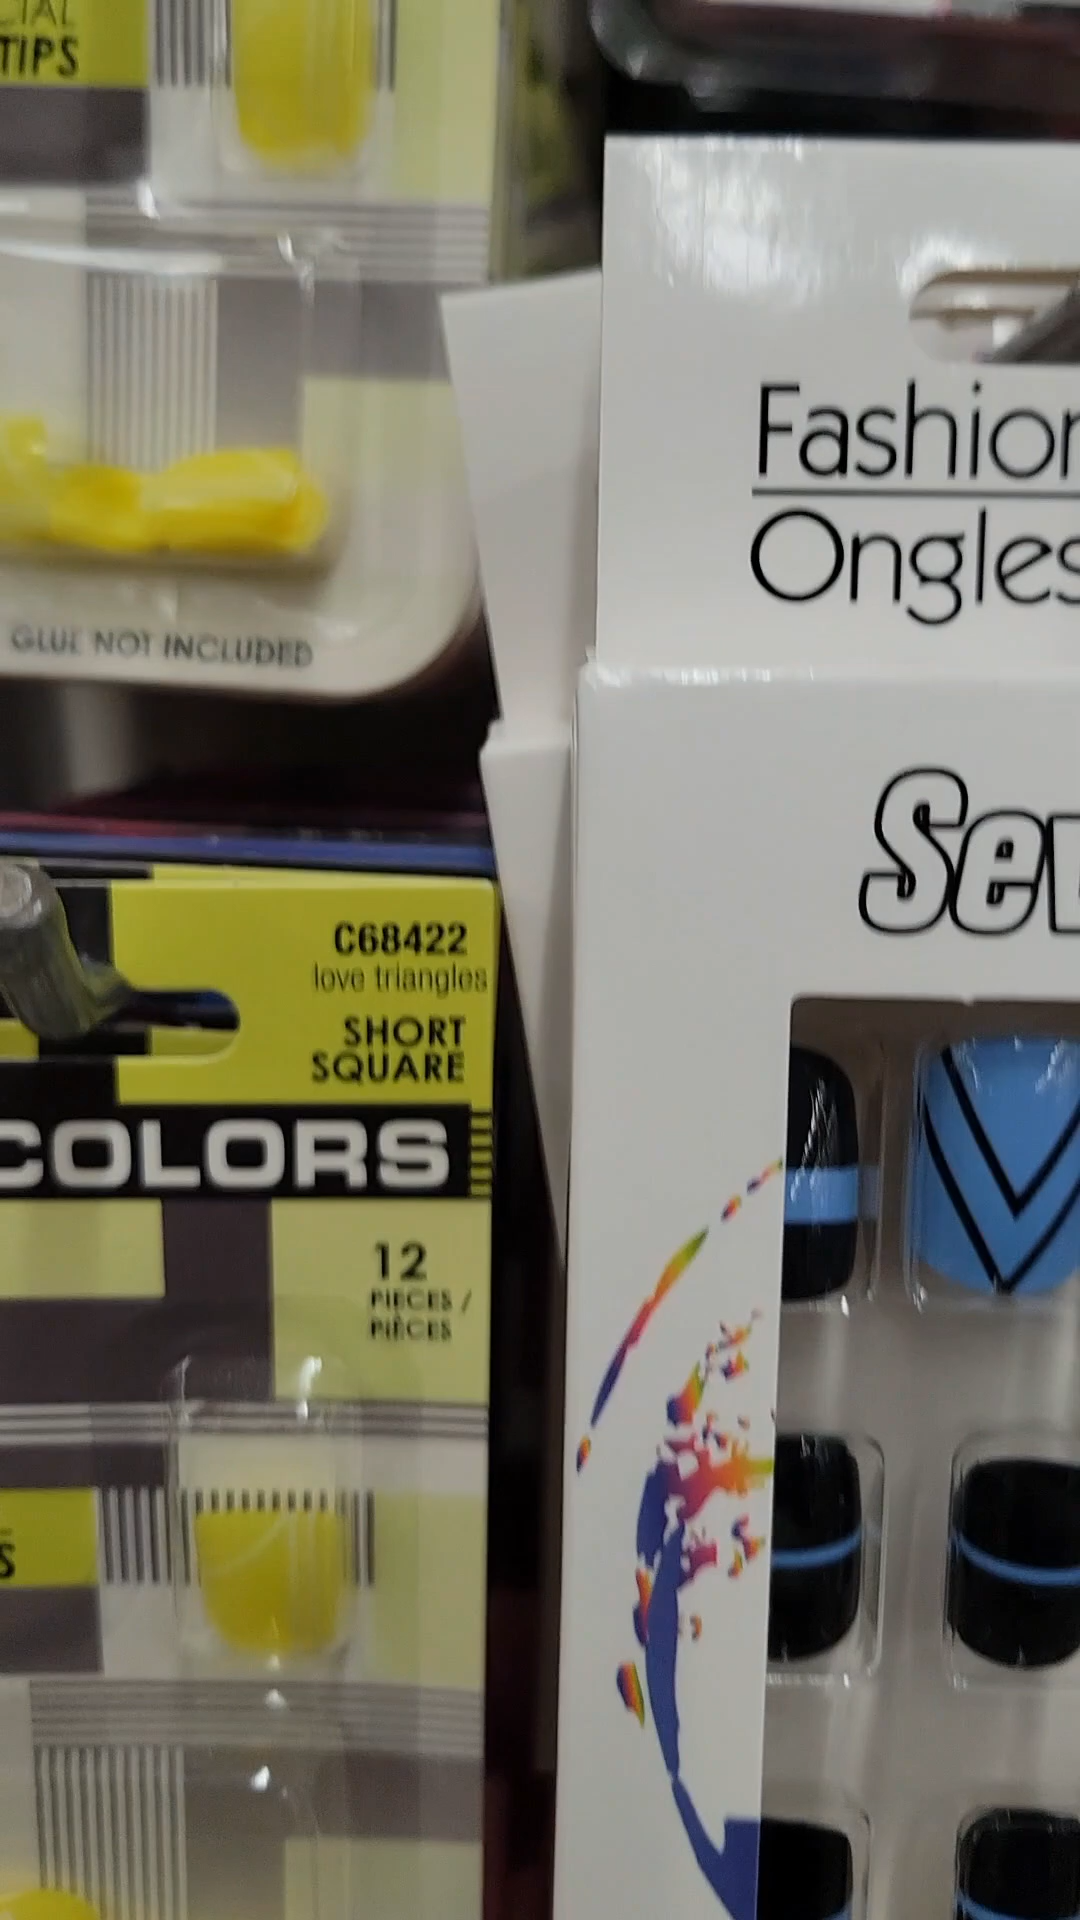 TIPS
GLUE NOT INCLUDED
C68422
love triangles
SHORT
SQUARE
COLORS
12
PIECES /
PIÈCES
Fashion
Ongles